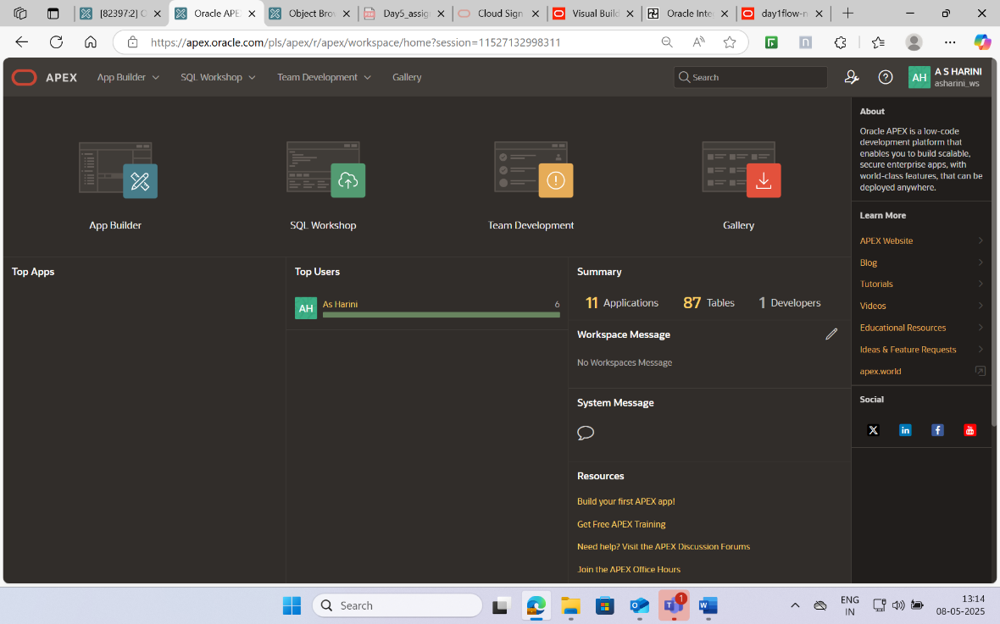 [82397:2] O
Oracle APE
Object Bro
Day5_assig
Cloud Sign
Visual Build
Oracle Inte
day1flow-n
https://apex.oracle.com/pls/apex/r/apex/workspace/home?session=11527132998311
APEX
App Builder
SQL Workshop
Team Development
Gallery
Search
AH
A S HARINI
asharini_ws
App Builder
SQL Workshop
Team Development
Gallery
Top Apps
Top Users
AH
As Harini
6
Summary
11 Applications
87 Tables
1 Developers
Workspace Message
No Workspaces Message
System Message
Resources
Build your first APEX app!
Get Free APEX Training
Need help? Visit the APEX Discussion Forums
Join the APEX Office Hours
About
Oracle APEX is a low-code
development platform that
enables you to build scalable,
secure enterprise apps, with
world-class features, that can be
deployed anywhere.
Learn More
APEX Website
Blog
Tutorials
Videos
Educational Resources
Ideas & Feature Requests
apex.world
Social
Search
1
ENG
IN
13:14
08-05-2025